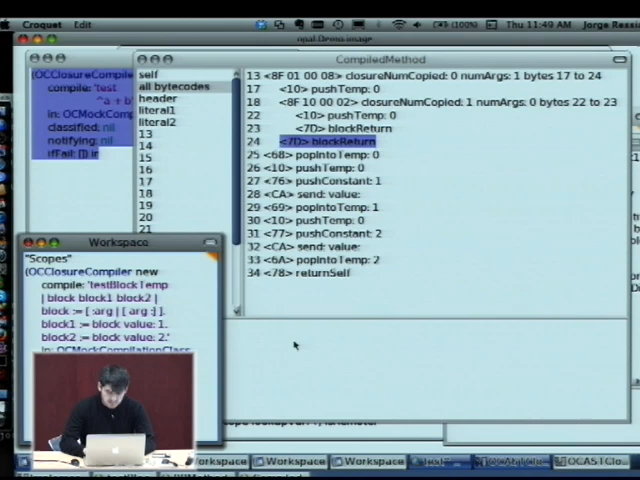 Croquet Edit (100%) Thu 11:49 AM Jorge Ressia
opal-Demo.image
CompiledMethod
(OCClosureCompiler
compile: 'test
^a + b'
in: OCMockComp
classified: nil
notifying: nil
ifFail: []) ir
self
all bytecodes
header
literal1
literal2
13
14
15
16
17
18
19
20
21
13 <8F 01 00 08> closureNumCopied: 0 numArgs: 1 bytes 17 to 24
17 <10> pushTemp: 0
18 <8F 10 00 02> closureNumCopied: 1 numArgs: 0 bytes 22 to 23
22 <10> pushTemp: 0
23 <7D> blockReturn
24 <7D> blockReturn
25 <68> popIntoTemp: 0
26 <10> pushTemp: 0
27 <76> pushConstant: 1
28 <CA> send: value:
29 <69> popIntoTemp: 1
30 <10> pushTemp: 0
31 <77> pushConstant: 2
32 <CA> send: value:
33 <6A> popIntoTemp: 2
34 <78> returnSelf
Workspace
"Scopes"
(OCClosureCompiler new
compile: 'testBlockTemp
| block block1 block2 |
block := [ :arg | [ arg ]].
block1 := block value: 1.
block2 := block value: 2.'
in: OCMockCompilationClass
Workspace Workspace Workspace OCASTClo